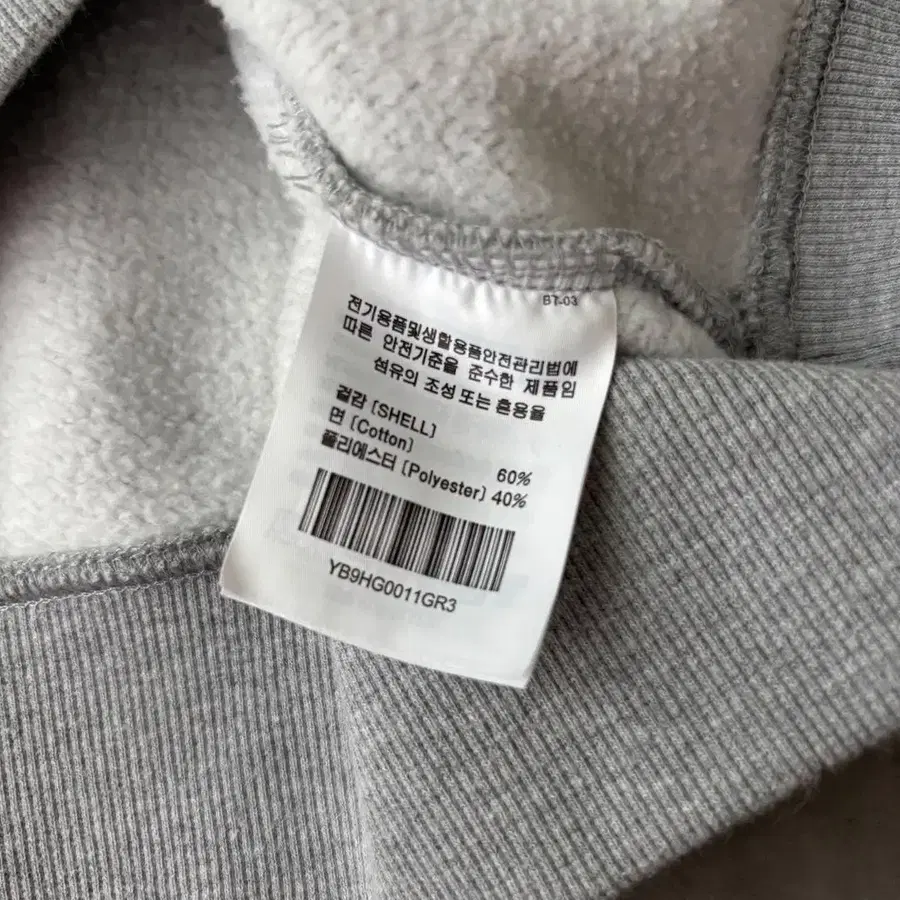 BT-03
전기용품및생활용품안전관리법에
따른 안전기준을 준수한 제품임
섬유의 조성 또는 혼용율
겉감 [SHELL]
면 [Cotton] 60%
폴리에스터 [Polyester] 40%
YB9HG0011GR3